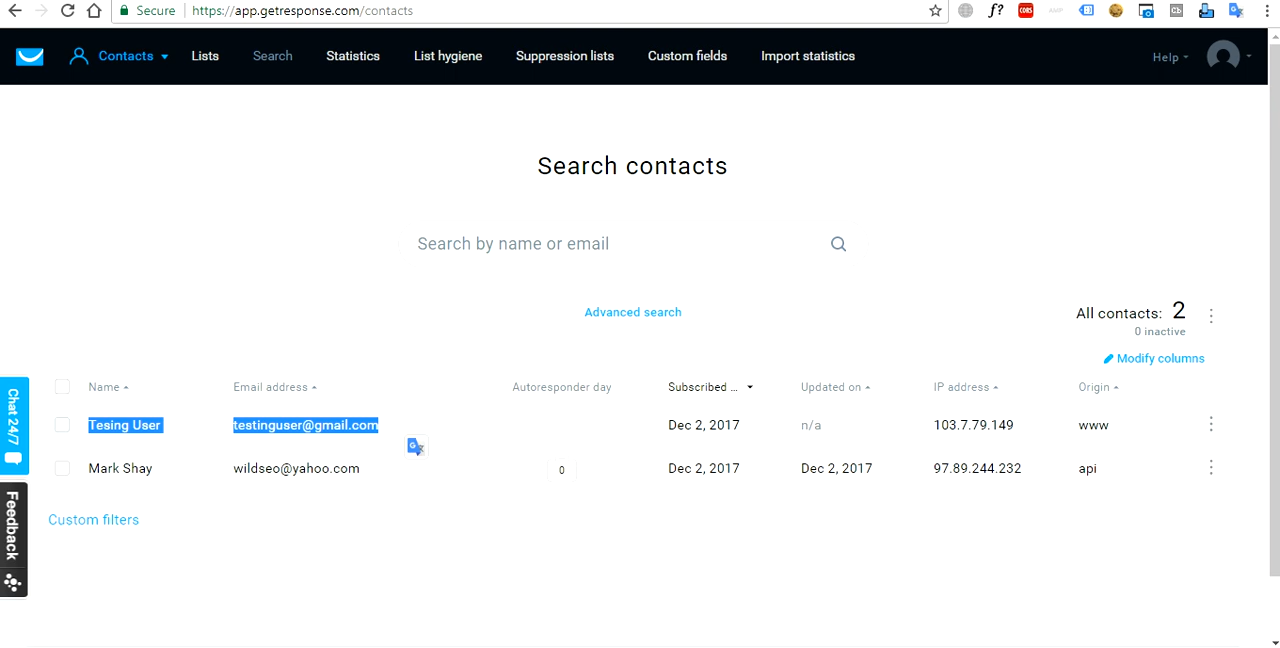 Secure https://app.getresponse.com/contacts f? CORS AMP Cb
Contacts Lists Search Statistics List hygiene Suppression lists Custom fields Import statistics Help
Search contacts
Search by name or email
Advanced search
All contacts: 2
0 inactive
Modify columns
Name Email address Autoresponder day Subscribed ... Updated on IP address Origin
Tesing User testinguser@gmail.com Dec 2, 2017 n/a 103.7.79.149 www
Mark Shay wildseo@yahoo.com 0 Dec 2, 2017 Dec 2, 2017 97.89.244.232 api
Custom filters
Chat 24/7
Feedback